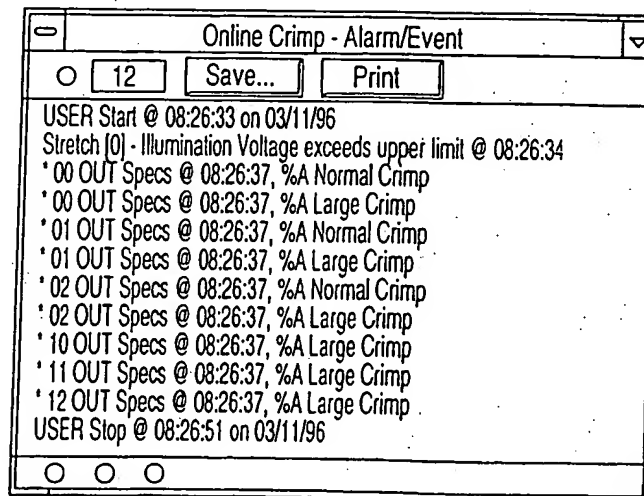 Online Crimp - Alarm/Event
12 Save... Print
USER Start @ 08:26:33 on 03/11/96
Stretch [0] - Illumination Voltage exceeds upper limit @ 08:26:34
* 00 OUT Specs @ 08:26:37, %A Normal Crimp
* 00 OUT Specs @ 08:26:37, %A Large Crimp
* 01 OUT Specs @ 08:26:37, %A Normal Crimp
* 01 OUT Specs @ 08:26:37, %A Large Crimp
* 02 OUT Specs @ 08:26:37, %A Normal Crimp
* 02 OUT Specs @ 08:26:37, %A Large Crimp
* 10 OUT Specs @ 08:26:37, %A Large Crimp
* 11 OUT Specs @ 08:26:37, %A Large Crimp
* 12 OUT Specs @ 08:26:37, %A Large Crimp
USER Stop @ 08:26:51 on 03/11/96